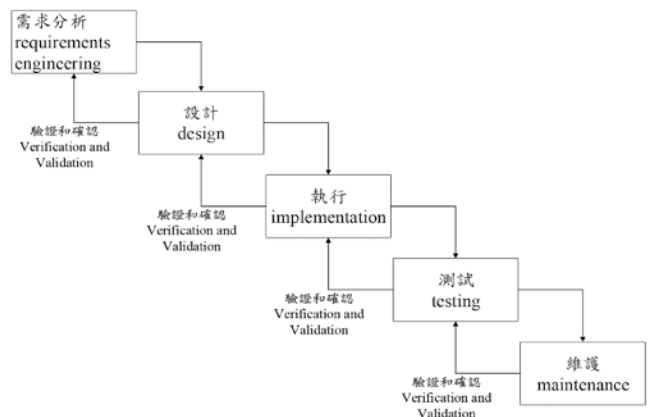 需求分析
requirements
engineering
驗證和確認
Verification and
Validation
設計
design
驗證和確認
Verification and
Validation
執行
implementation
驗證和確認
Verification and
Validation
測試
testing
驗證和確認
Verification and
Validation
維護
maintenance